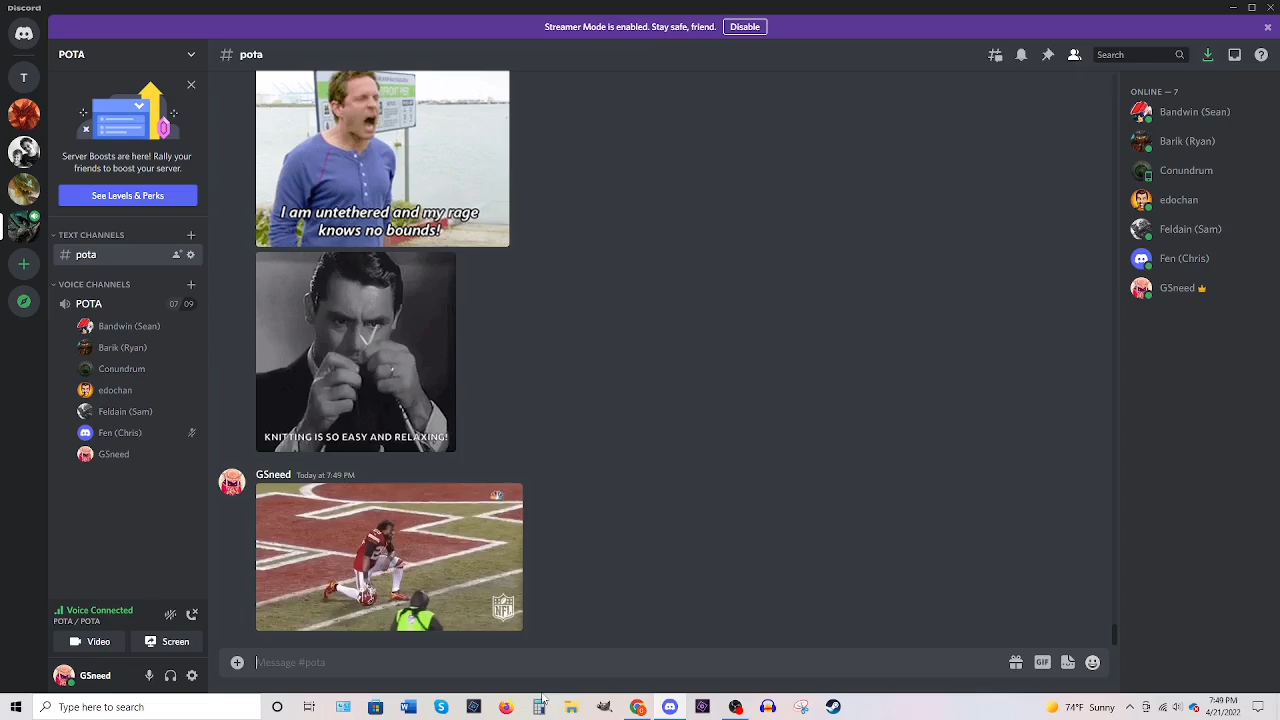 Discord
Streamer Mode is enabled. Stay safe, friend.
Disable
POTA
pota
Search
T
Server Boosts are here! Rally your
friends to boost your server.
See Levels & Perks
TEXT CHANNELS
pota
VOICE CHANNELS
POTA
07 09
Bandwin (Sean)
Barik (Ryan)
Conundrum
edochan
Feldain (Sam)
Fen (Chris)
GSneed
Voice Connected
POTA / POTA
Video
Screen
GSneed
I am untethered and my rage
knows no bounds!
KNITTING IS SO EASY AND RELAXING!
GSneed Today at 7:49 PM
NFL
Message #pota
GIF
ONLINE — 7
Bandwin (Sean)
Barik (Ryan)
Conundrum
edochan
Feldain (Sam)
Fen (Chris)
GSneed
Type here to search
74°F Sunny
7:49 PM
4/21/2022